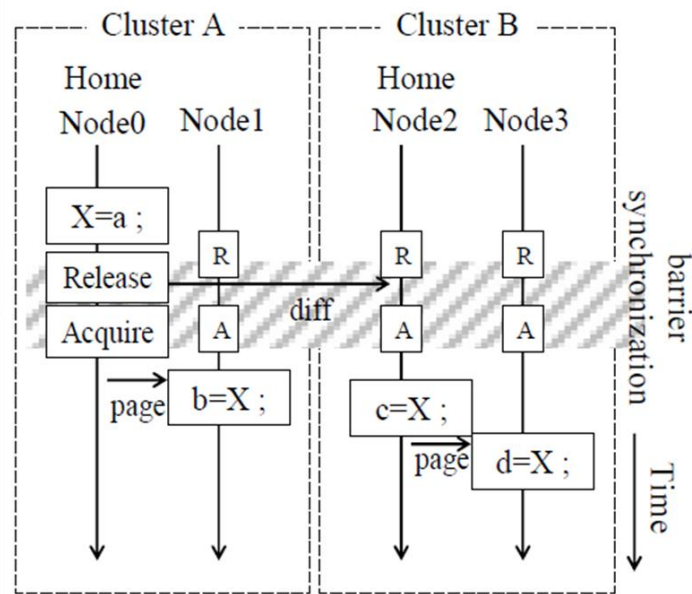 Cluster A
Cluster B
Home
Node0
Node1
Home
Node2
Node3
X=a ;
Release
R
R
R
diff
Acquire
A
A
A
page
b=X ;
c=X ;
page
d=X ;
barrier
synchronization
Time